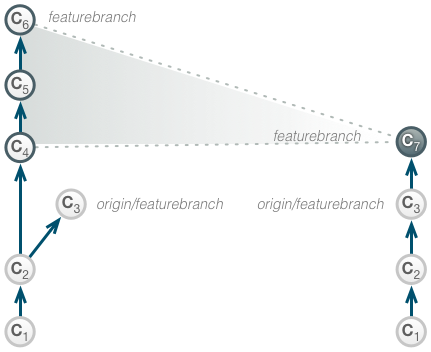 C6 featurebranch
C5
C4 featurebranch C7
C3 origin/featurebranch origin/featurebranch C3
C2 C2
C1 C1